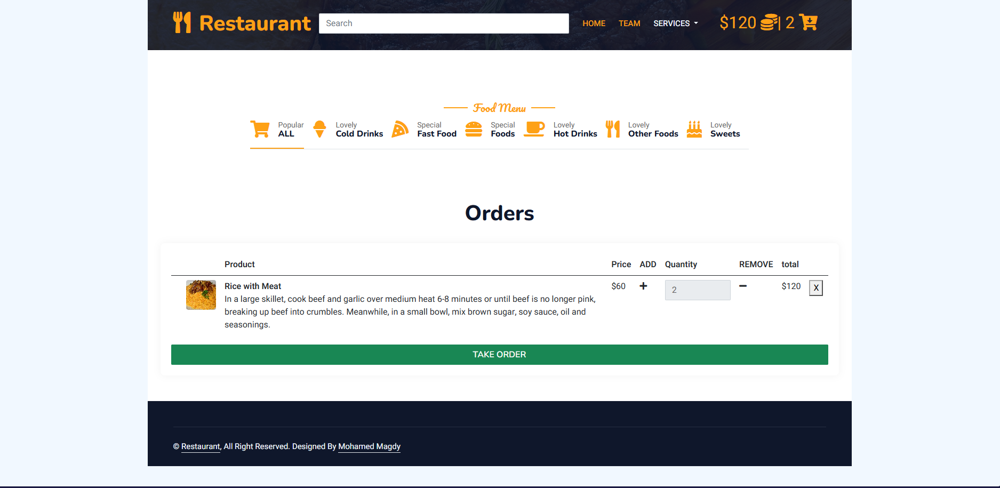 Restaurant
Search
HOME TEAM SERVICES
$120 | 2
Food Menu
Popular
ALL
Lovely
Cold Drinks
Special
Fast Food
Special
Foods
Lovely
Hot Drinks
Lovely
Other Foods
Lovely
Sweets
Orders
Product Price ADD Quantity REMOVE total
Rice with Meat $60 2 $120 X
In a large skillet, cook beef and garlic over medium heat 6-8 minutes or until beef is no longer pink,
breaking up beef into crumbles. Meanwhile, in a small bowl, mix brown sugar, soy sauce, oil and
seasonings.
TAKE ORDER
© Restaurant, All Right Reserved. Designed By Mohamed Magdy